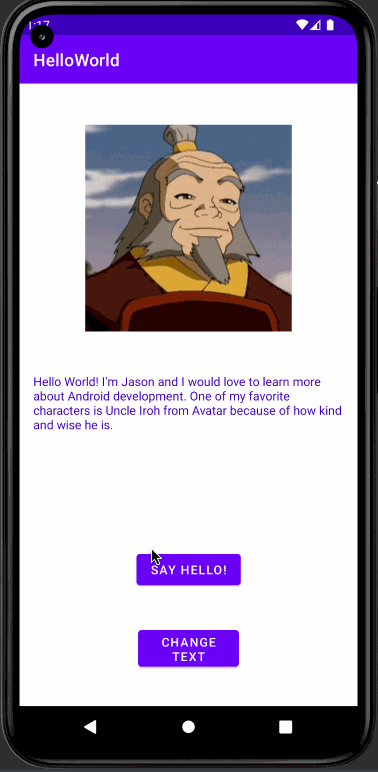 1:17
HelloWorld
Hello World! I'm Jason and I would love to learn more
about Android development. One of my favorite
characters is Uncle Iroh from Avatar because of how kind
and wise he is.
SAY HELLO!
CHANGE
TEXT